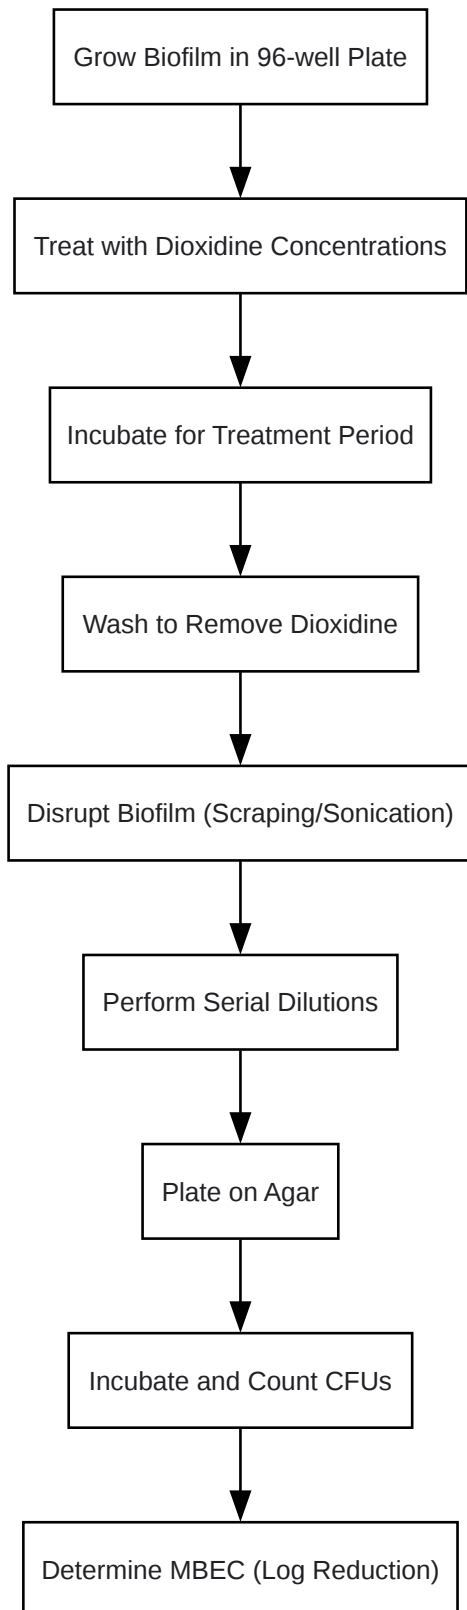 Grow Biofilm in 96-well Plate
Treat with Dioxidine Concentrations
Incubate for Treatment Period
Wash to Remove Dioxidine
Disrupt Biofilm (Scraping/Sonication)
Perform Serial Dilutions
Plate on Agar
Incubate and Count CFUs
Determine MBEC (Log Reduction)